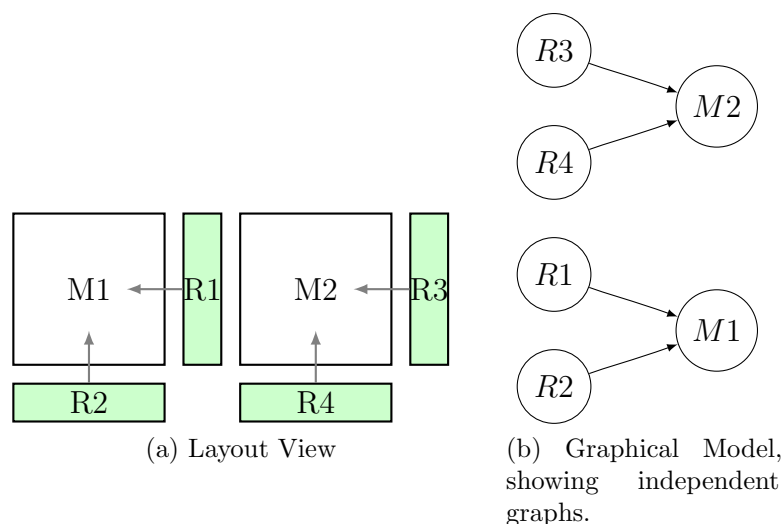 M1
R1
M2
R3
R2
R4
(a) Layout View
R3
M2
R4
R1
M1
R2
(b) Graphical Model,
showing independent
graphs.